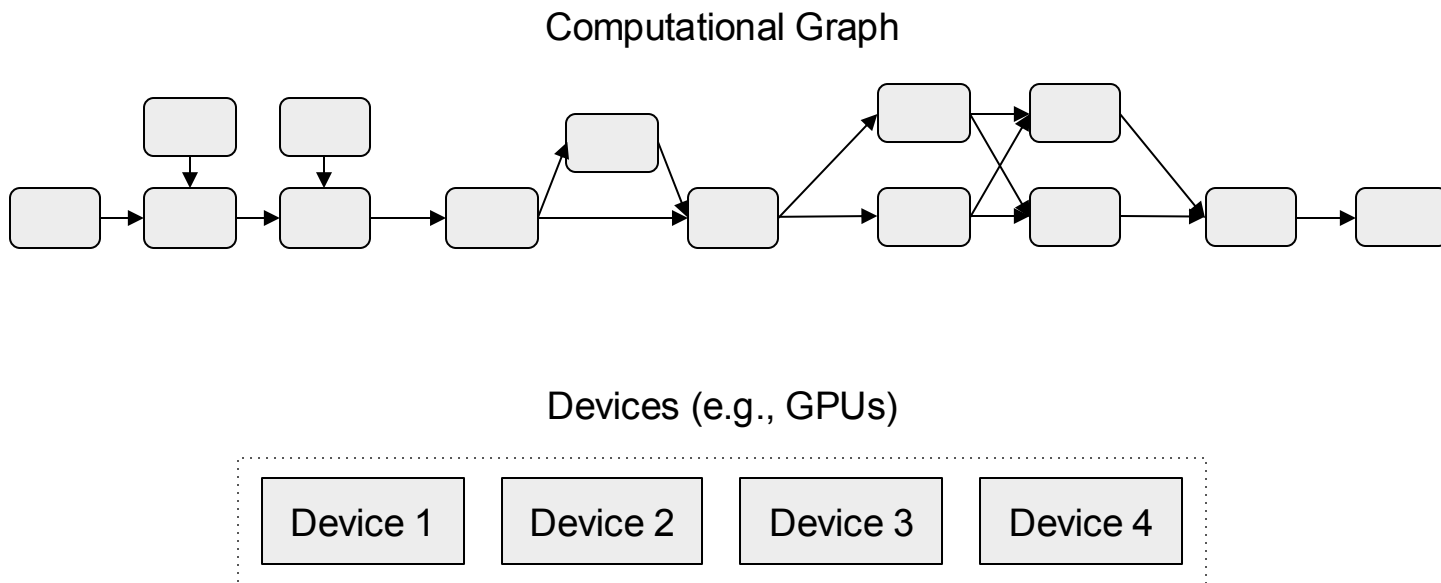 Computational Graph
Devices (e.g., GPUs)
Device 1
Device 2
Device 3
Device 4